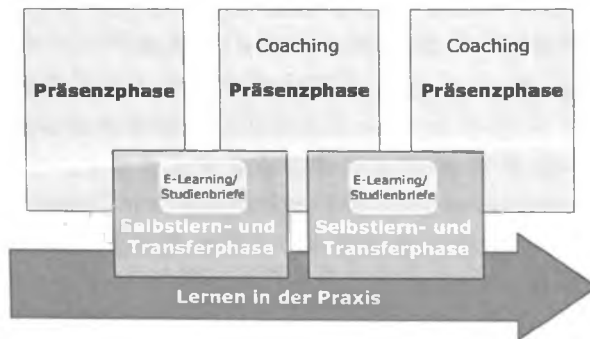 Präsenzphase
Coaching
Präsenzphase
Coaching
Präsenzphase
E-Learning/
Studienbriefe
Selbstlern- und
Transferphase
E-Learning/
Studienbriefe
Selbstlern- und
Transferphase
Lernen in der Praxis